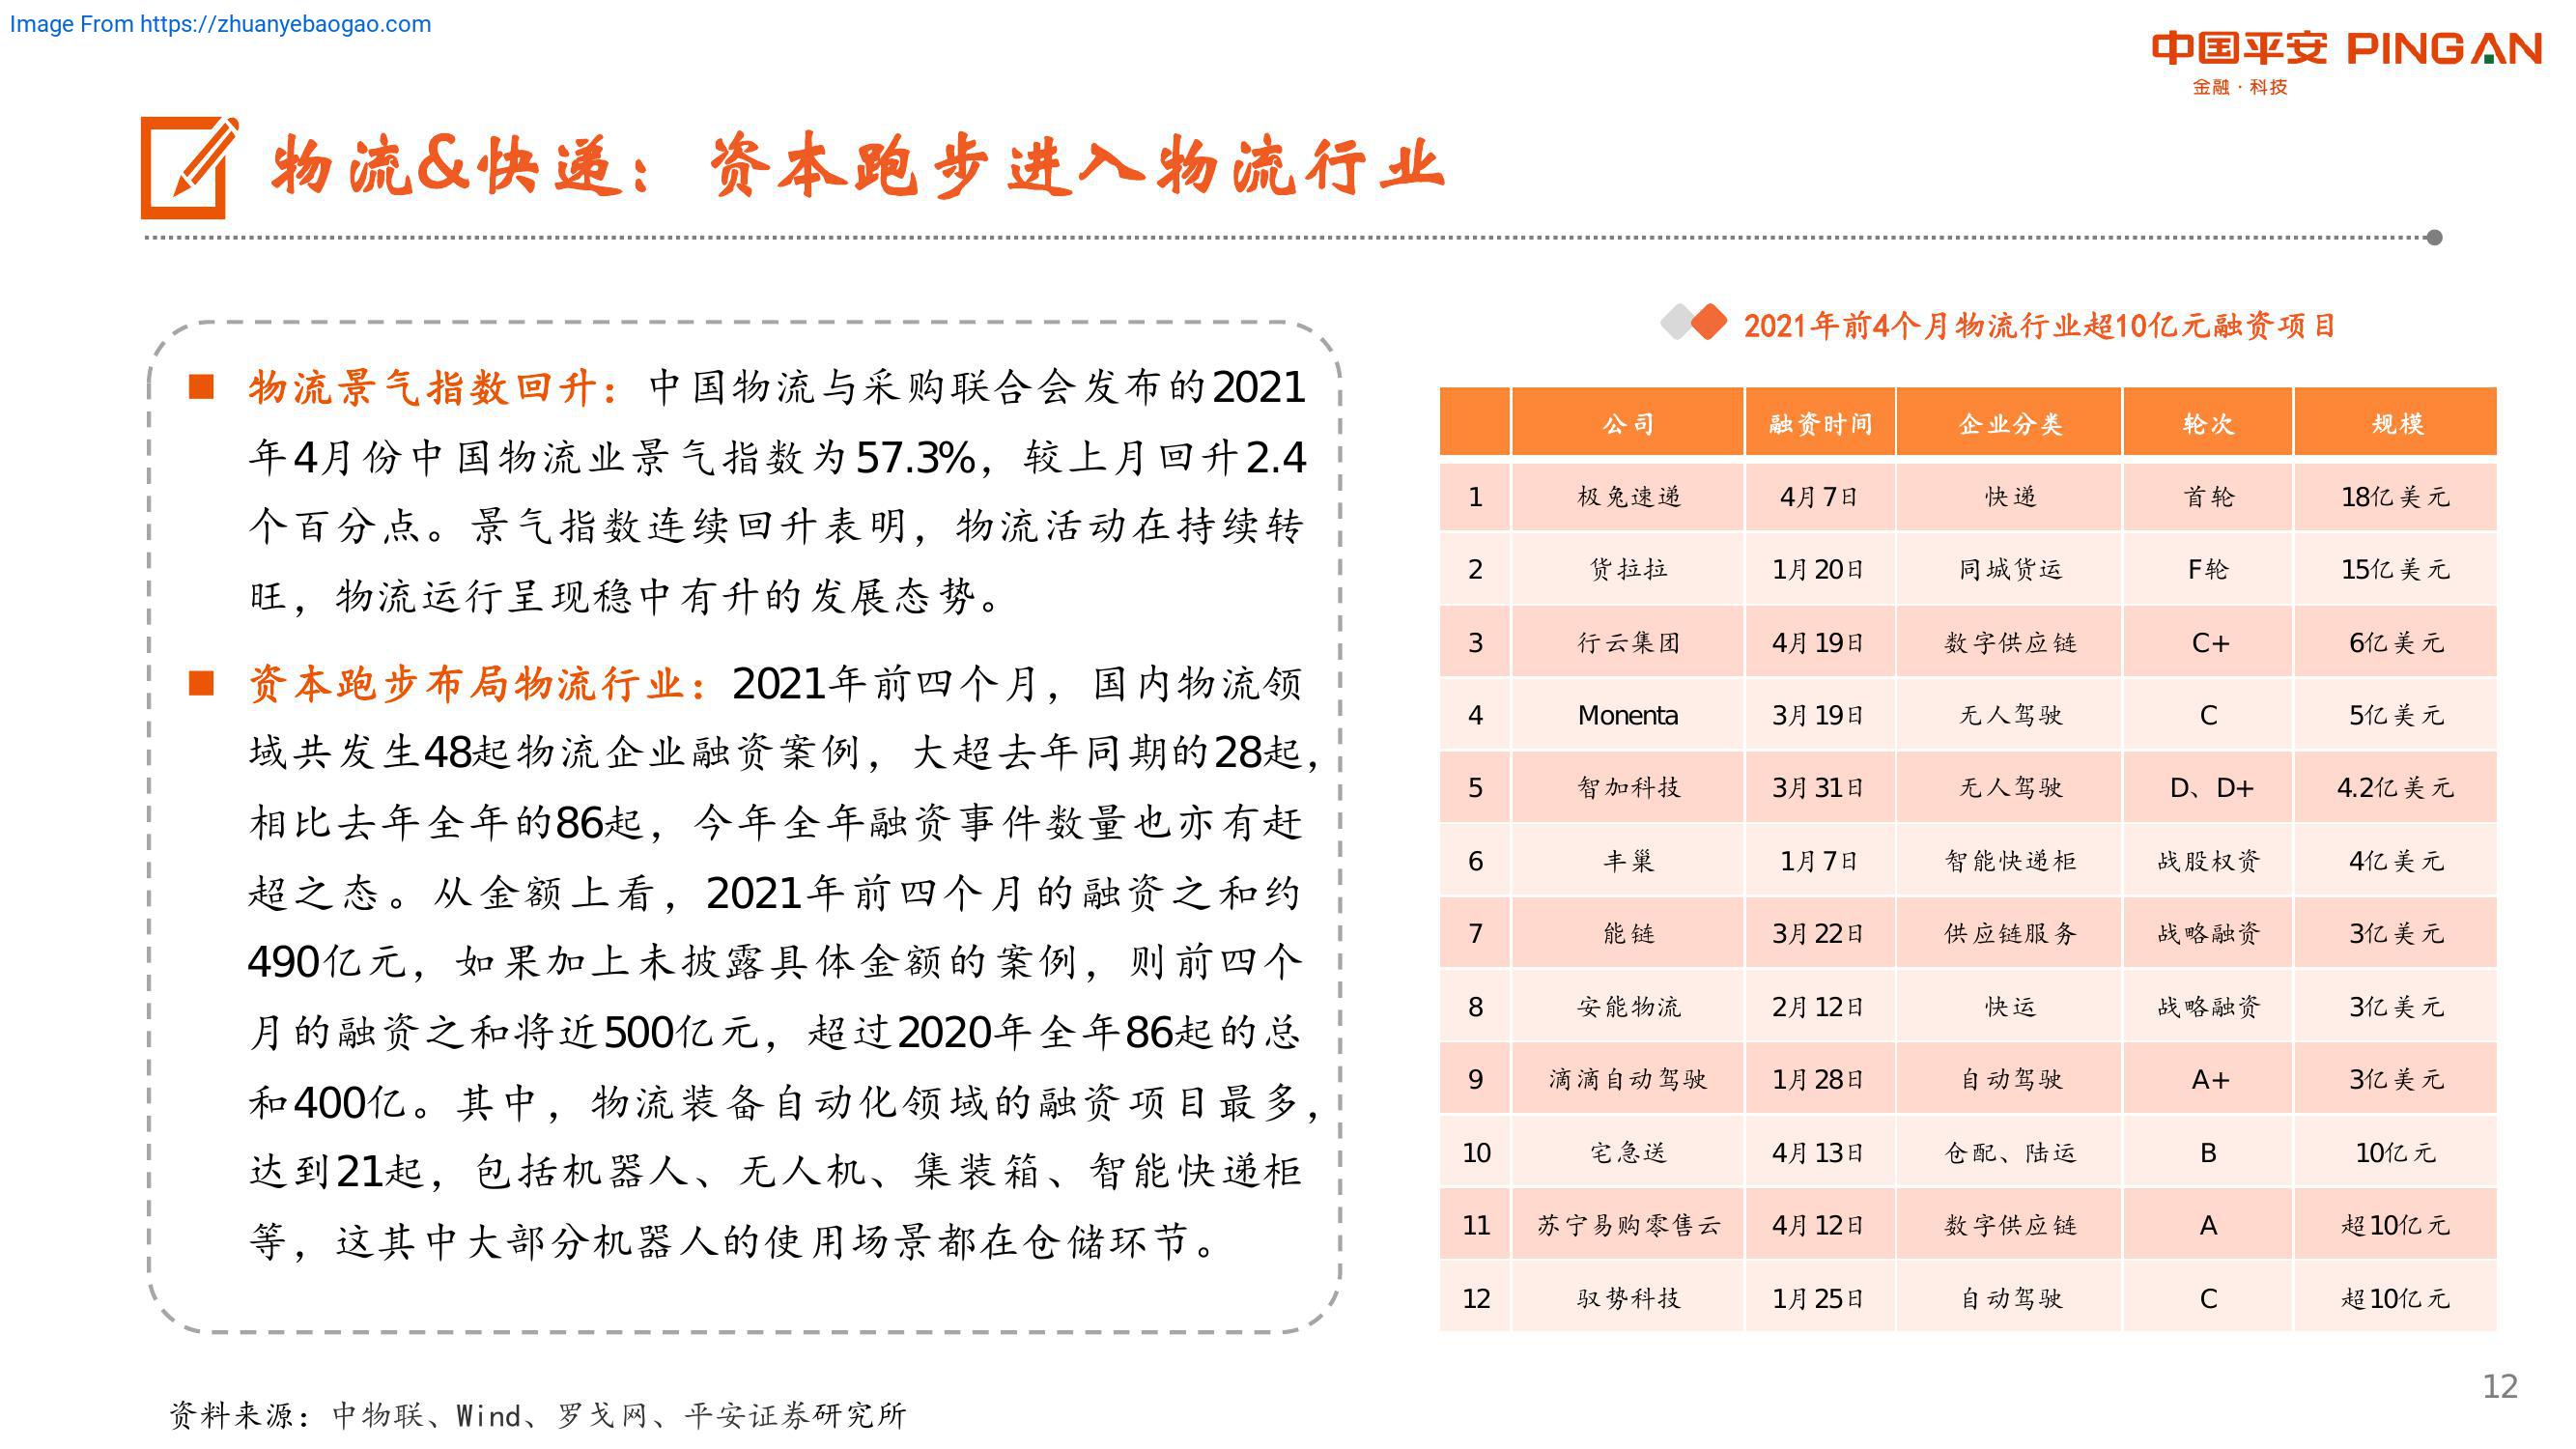 Image From https://zhuanyebaogao.com
中国平安 PINGAN
金融·科技
物流&快递：资本跑步进入物流行业
■ 物流景气指数回升：中国物流与采购联合会发布的2021
年4月份中国物流业景气指数为57.3%，较上月回升2.4
个百分点。景气指数连续回升表明，物流活动在持续转
旺，物流运行呈现稳中有升的发展态势。
■ 资本跑步布局物流行业：2021年前四个月，国内物流领
域共发生48起物流企业融资案例，大超去年同期的28起，
相比去年全年的86起，今年全年融资事件数量也亦有赶
超之态。从金额上看，2021年前四个月的融资之和约
490亿元，如果加上未披露具体金额的案例，则前四个
月的融资之和将近500亿元，超过2020年全年86起的总
和400亿。其中，物流装备自动化领域的融资项目最多，
达到21起，包括机器人、无人机、集装箱、智能快递柜
等，这其中大部分机器人的使用场景都在仓储环节。
2021年前4个月物流行业超10亿元融资项目
公司 融资时间 企业分类 轮次 规模
1 极兔速递 4月7日 快递 首轮 18亿美元
2 货拉拉 1月20日 同城货运 F轮 15亿美元
3 行云集团 4月19日 数字供应链 C+ 6亿美元
4 Monenta 3月19日 无人驾驶 C 5亿美元
5 智加科技 3月31日 无人驾驶 D、D+ 4.2亿美元
6 丰巢 1月7日 智能快递柜 战股权资 4亿美元
7 能链 3月22日 供应链服务 战略融资 3亿美元
8 安能物流 2月12日 快运 战略融资 3亿美元
9 滴滴自动驾驶 1月28日 自动驾驶 A+ 3亿美元
10 宅急送 4月13日 仓配、陆运 B 10亿元
11 苏宁易购零售云 4月12日 数字供应链 A 超10亿元
12 驭势科技 1月25日 自动驾驶 C 超10亿元
资料来源：中物联、Wind、罗戈网、平安证券研究所
12